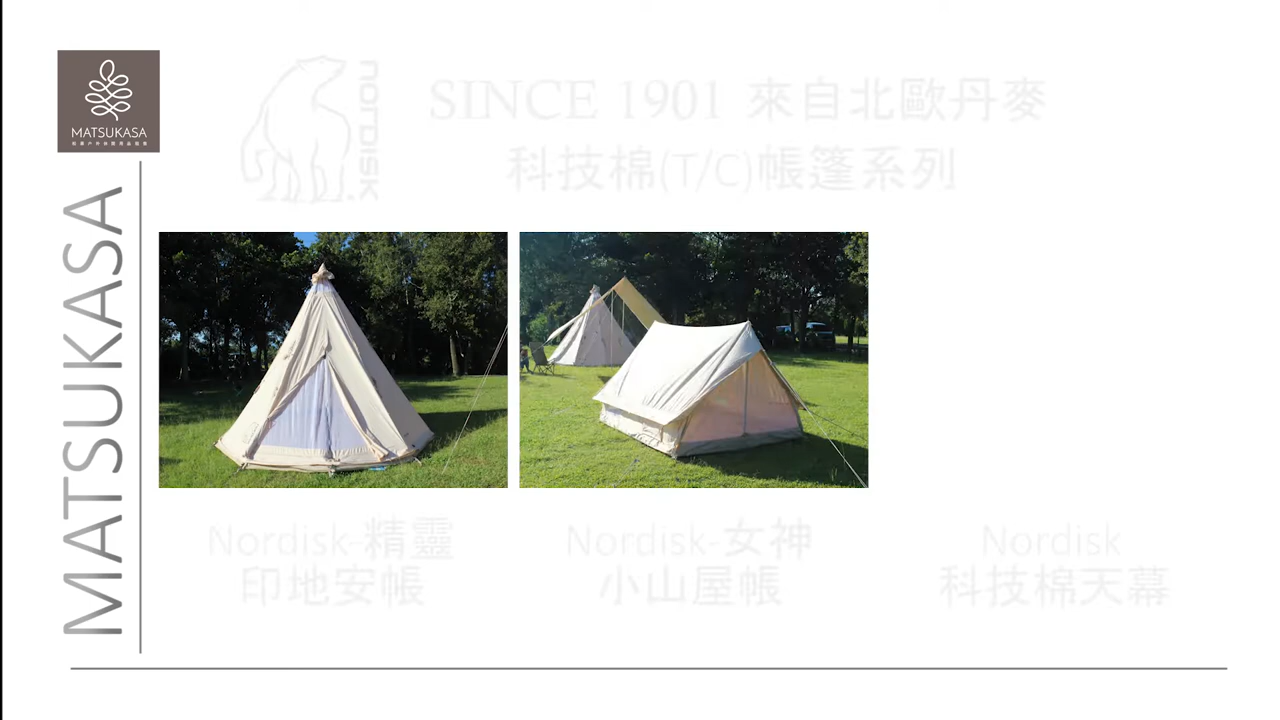 MATSUKASA
MATSUKASA
NORDISK
SINCE 1901 來自北歐丹麥
科技棉(T/C)帳篷系列
Nordisk-精靈
印地安帳
Nordisk-女神
小山屋帳
Nordisk
科技棉天幕